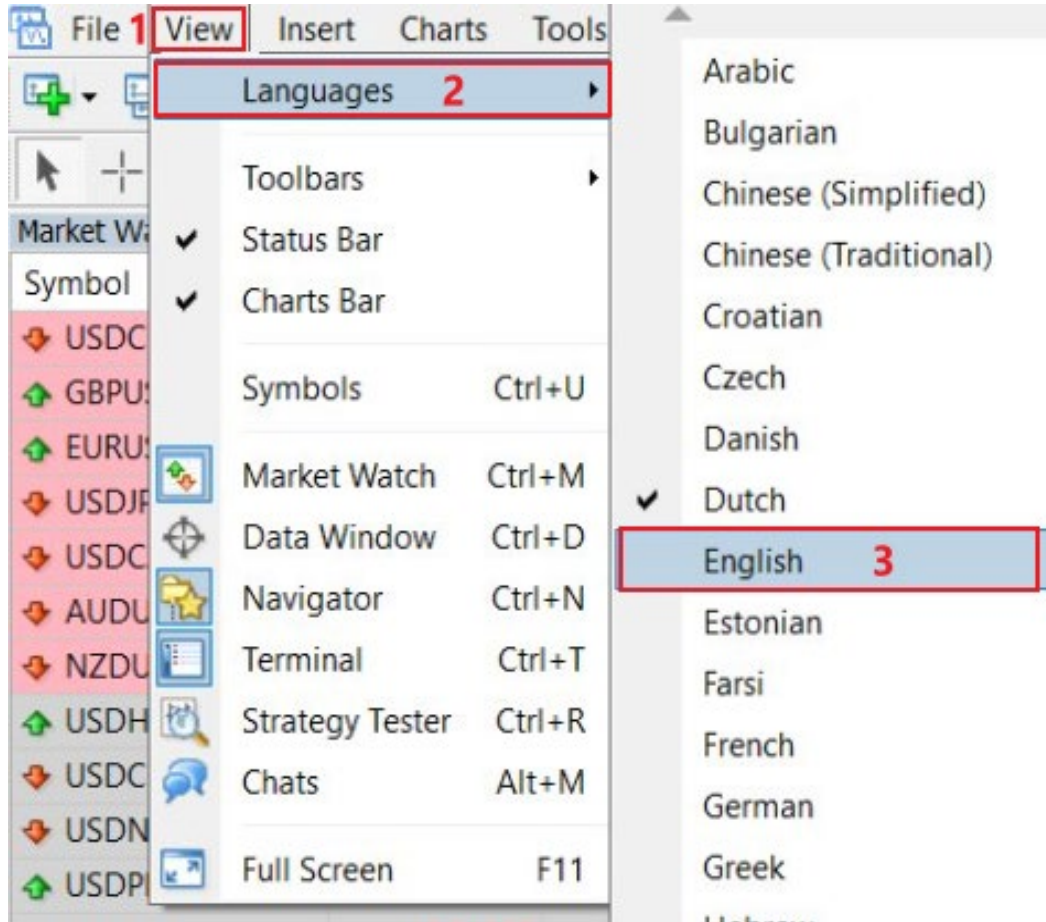 File 1 View Insert Charts Tools
Languages 2
Toolbars
Status Bar
Charts Bar
Symbols Ctrl+U
Market Watch Ctrl+M
Data Window Ctrl+D
Navigator Ctrl+N
Terminal Ctrl+T
Strategy Tester Ctrl+R
Chats Alt+M
Full Screen F11
Market Wa
Symbol
USDC
GBPU
EURU
USDJP
USDC
AUDU
NZDU
USDH
USDC
USDN
USDP
Arabic
Bulgarian
Chinese (Simplified)
Chinese (Traditional)
Croatian
Czech
Danish
Dutch
English 3
Estonian
Farsi
French
German
Greek